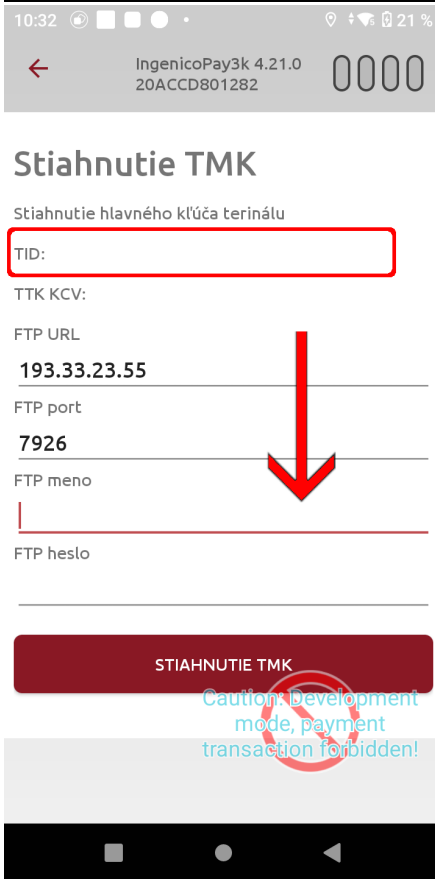 10:32 21 %
IngenicoPay3k 4.21.0
20ACCD801282
Stiahnutie TMK
Stiahnutie hlavného kľúča terinálu
TID:
TTK KCV:
FTP URL
193.33.23.55
FTP port
7926
FTP meno
FTP heslo
STIAHNUTIE TMK
Caution: Development
mode, payment
transaction forbidden!